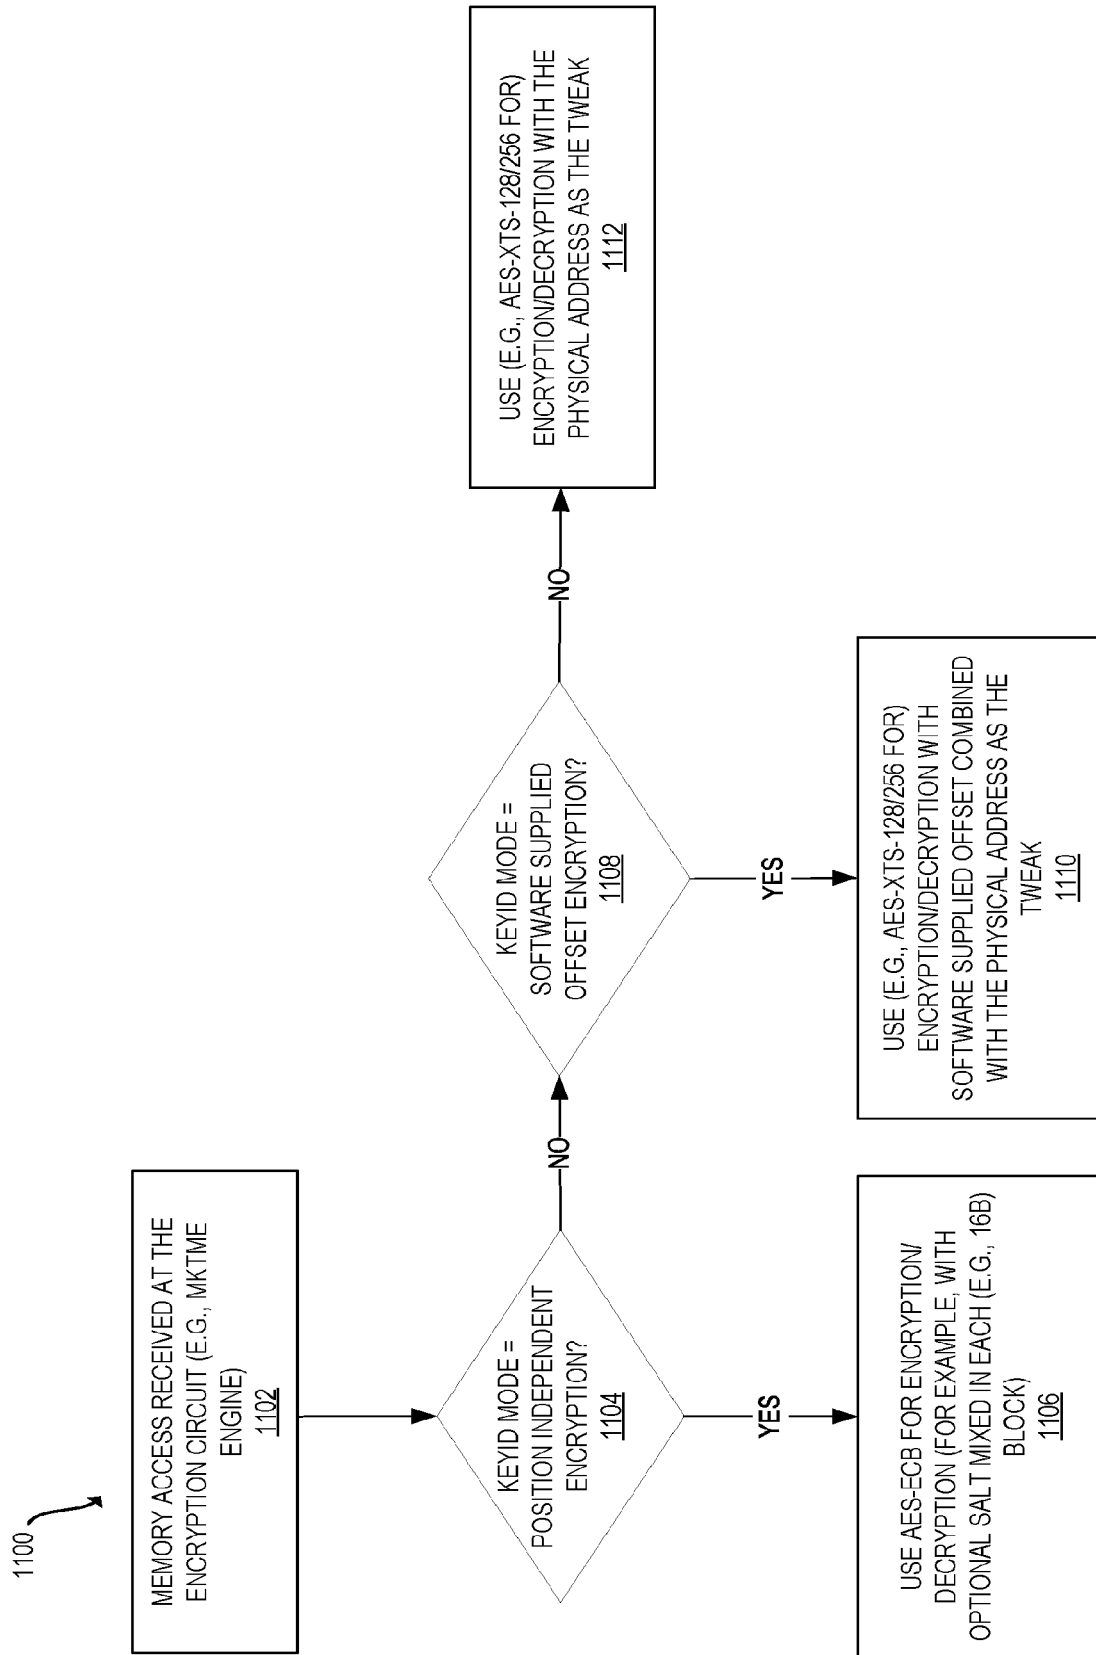 1100
MEMORY ACCESS RECEIVED AT THE
ENCRYPTION CIRCUIT (E.G., MKTME
ENGINE)
1102
KEYID MODE =
POSITION INDEPENDENT
ENCRYPTION?
1104
YES
NO
USE AES-ECB FOR ENCRYPTION/
DECRYPTION (FOR EXAMPLE, WITH
OPTIONAL SALT MIXED IN EACH (E.G., 16B)
BLOCK)
1106
KEYID MODE =
SOFTWARE SUPPLIED
OFFSET ENCRYPTION?
1108
YES
NO
USE (E.G., AES-XTS-128/256 FOR)
ENCRYPTION/DECRYPTION WITH
SOFTWARE SUPPLIED OFFSET COMBINED
WITH THE PHYSICAL ADDRESS AS THE
TWEAK
1110
USE (E.G., AES-XTS-128/256 FOR)
ENCRYPTION/DECRYPTION WITH THE
PHYSICAL ADDRESS AS THE TWEAK
1112